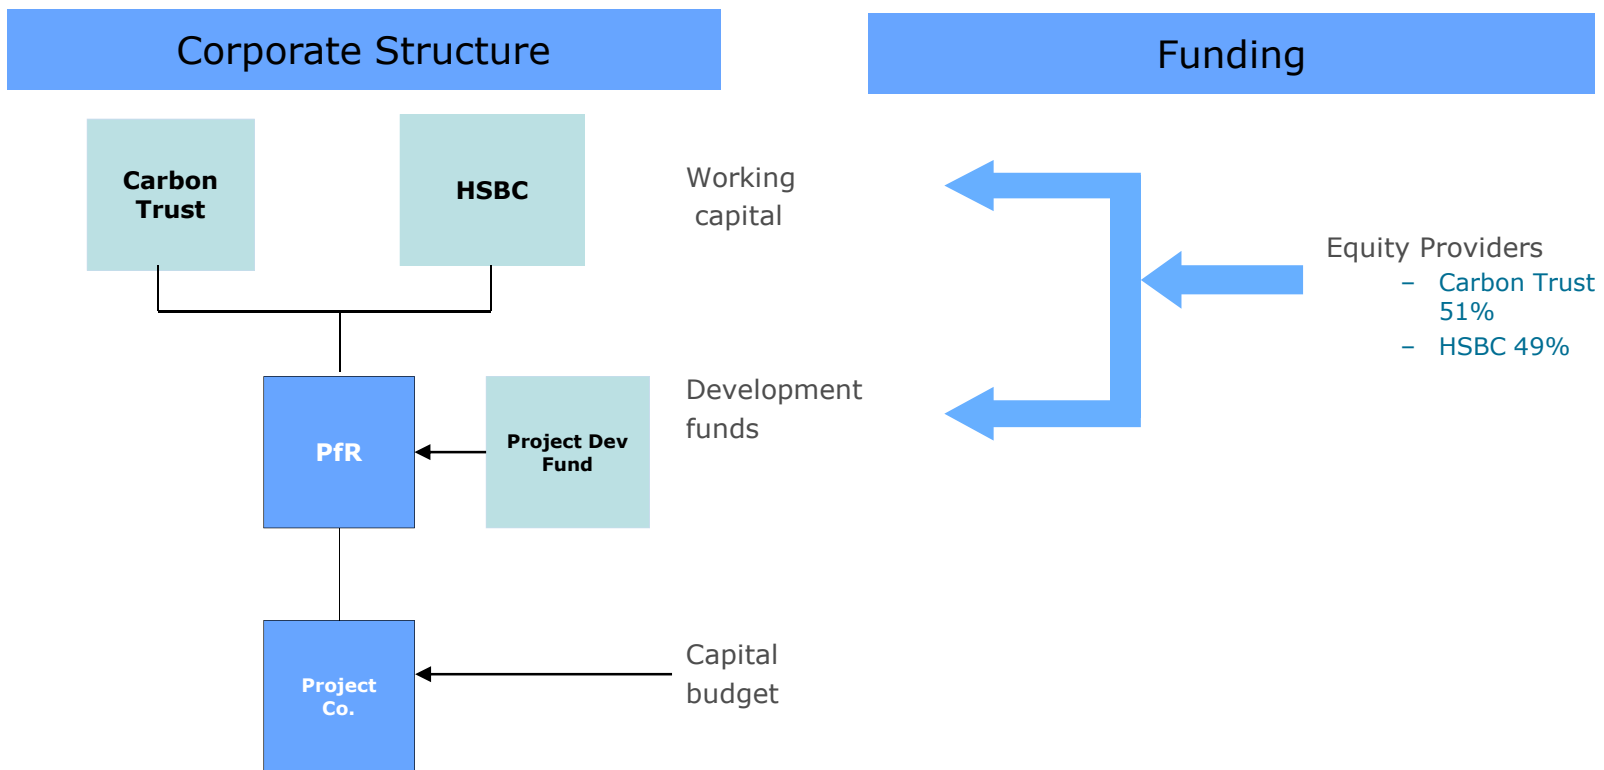 Corporate Structure
Funding
Carbon
Trust
HSBC
Working
capital
Equity Providers
– Carbon Trust
51%
– HSBC 49%
PfR
Project Dev
Fund
Development
funds
Project
Co.
Capital
budget